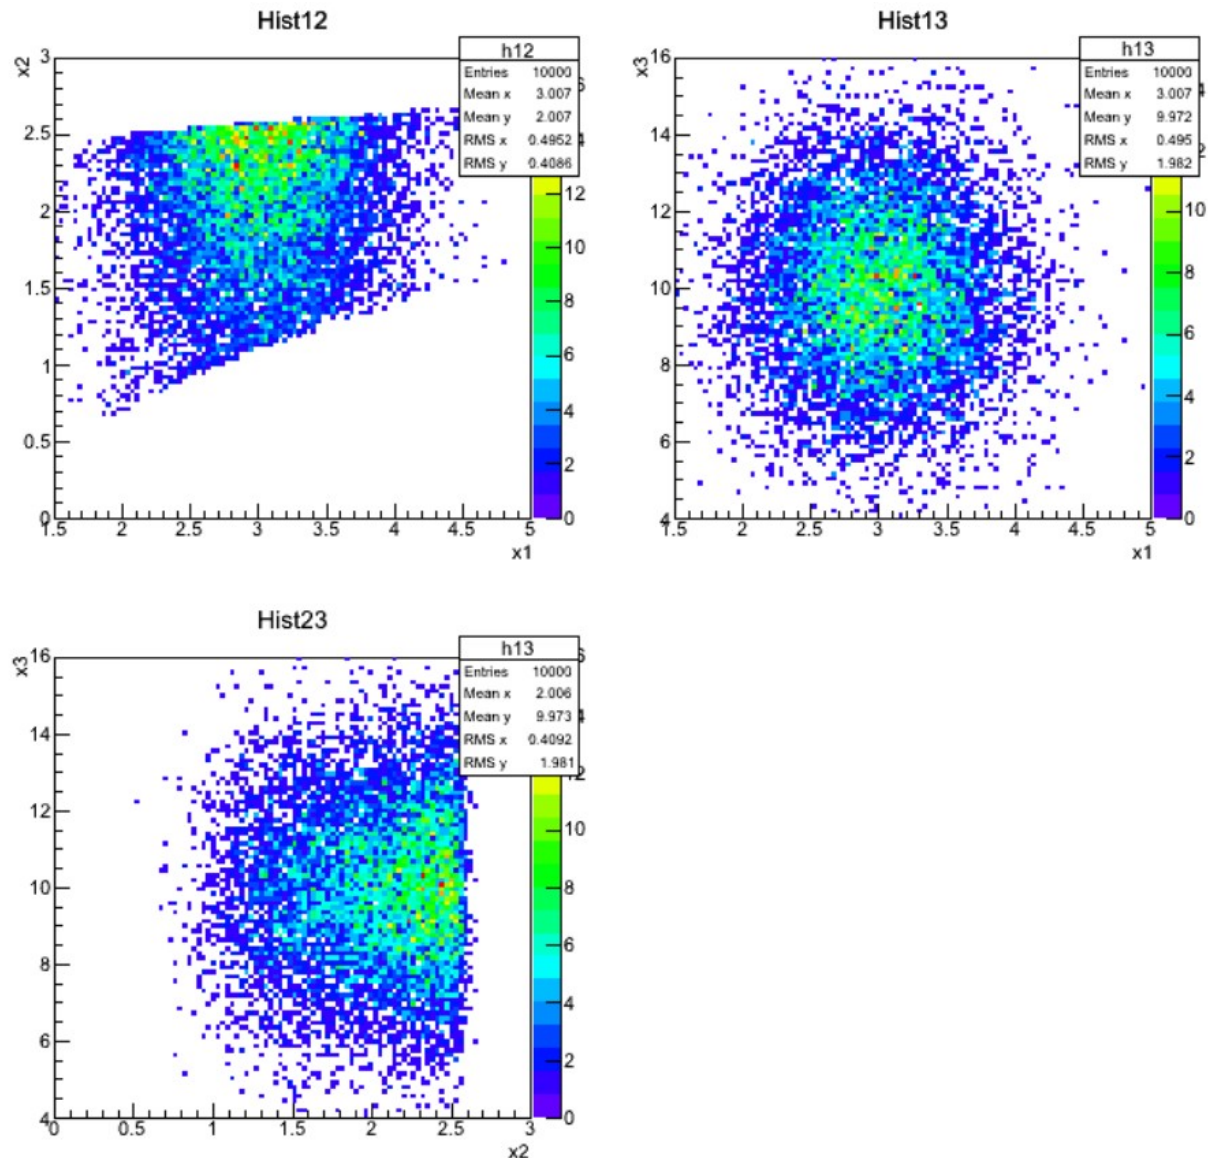 Hist12
x2
3
2.5
2
1.5
1
0.5
0
1.5 2 2.5 3 3.5 4 4.5 5
x1
h12
Entries 10000
Mean x 3.007
Mean y 2.007
RMS x 0.4952
RMS y 0.4086
12
10
8
6
4
2
0
Hist13
x3
16
14
12
10
8
6
4
1.5 2 2.5 3 3.5 4 4.5 5
x1
h13
Entries 10000
Mean x 3.007
Mean y 9.972
RMS x 0.495
RMS y 1.982
10
8
6
4
2
0
Hist23
x3
16
14
12
10
8
6
4
0 0.5 1 1.5 2 2.5 3
x2
h13
Entries 10000
Mean x 2.006
Mean y 9.973
RMS x 0.4092
RMS y 1.981
10
8
6
4
2
0